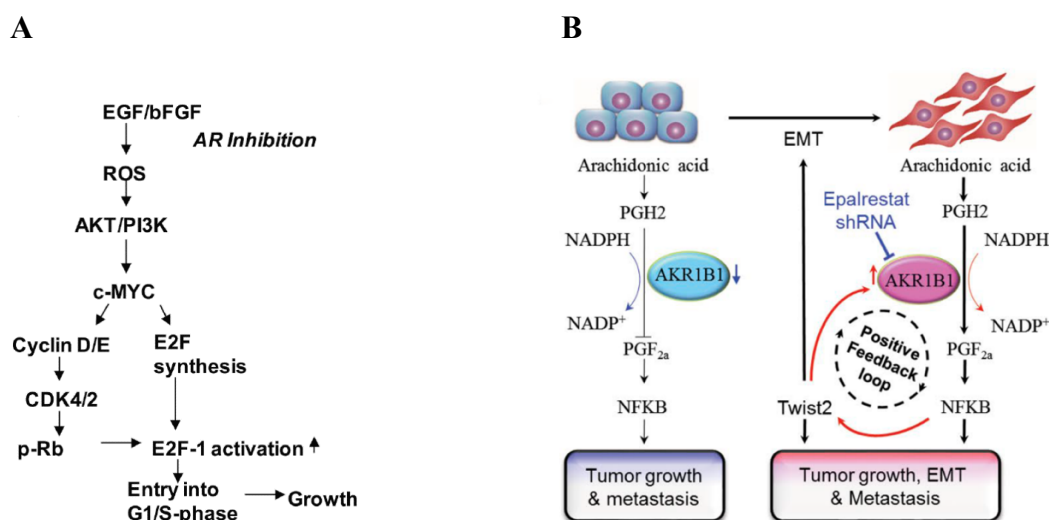 A
EGF/bFGF
AR Inhibition
ROS
AKT/PI3K
c-MYC
Cyclin D/E
E2F
synthesis
CDK4/2
p-Rb
E2F-1 activation
Entry into
G1/S-phase
Growth
B
EMT
Arachidonic acid
PGH2
NADPH
AKR1B1
NADP+
PGF2a
NFKB
Tumor growth
& metastasis
Arachidonic acid
Epalrestat
shRNA
PGH2
NADPH
AKR1B1
NADP+
Positive
Feedback
loop
PGF2a
Twist2
NFKB
Tumor growth, EMT
& Metastasis